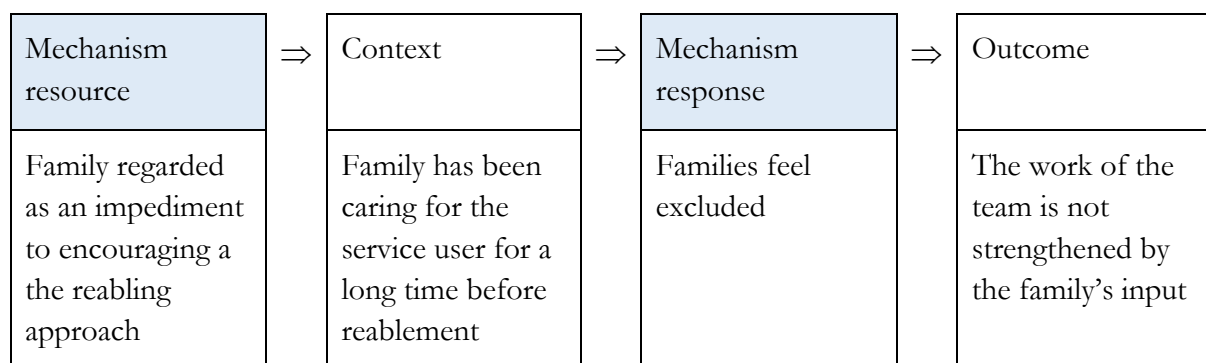 Mechanism
resource
⇒
Context
⇒
Mechanism
response
⇒
Outcome
Family regarded
as an impediment
to encouraging a
the reabling
approach
Family has been
caring for the
service user for a
long time before
reablement
Families feel
excluded
The work of the
team is not
strengthened by
the family’s input